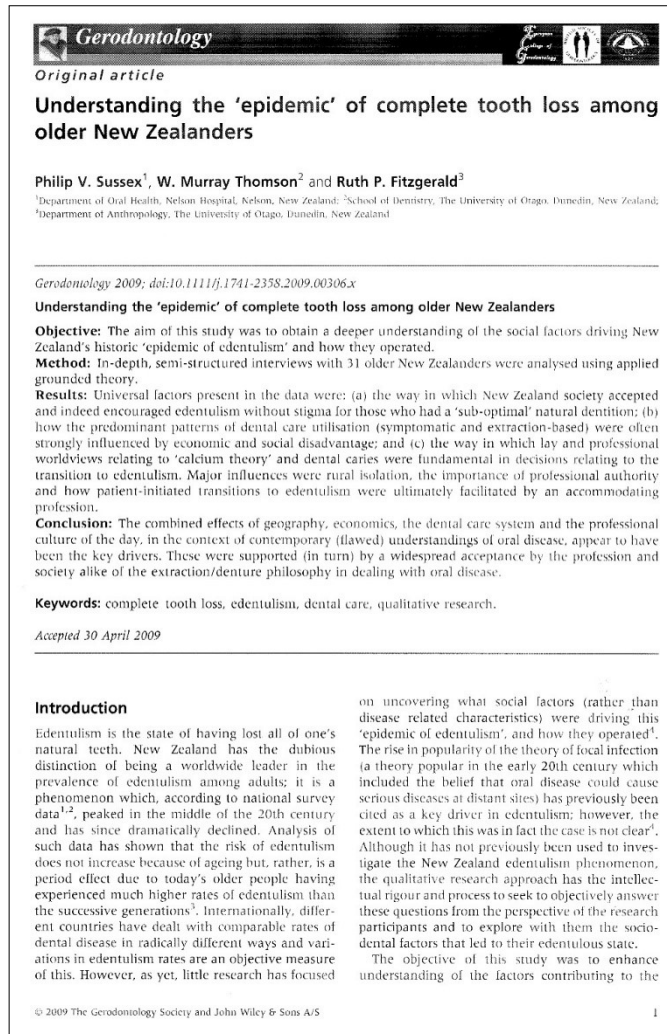 Gerodontology
European
College of
Gerodontology
Original article
Understanding the 'epidemic' of complete tooth loss among
older New Zealanders
Philip V. Sussex1, W. Murray Thomson2 and Ruth P. Fitzgerald3
1Department of Oral Health, Nelson Hospital, Nelson, New Zealand; 2School of Dentistry, The University of Otago, Dunedin, New Zealand;
3Department of Anthropology, The University of Otago, Dunedin, New Zealand
Gerodontology 2009; doi:10.1111/j.1741-2358.2009.00306.x
Understanding the 'epidemic' of complete tooth loss among older New Zealanders
Objective: The aim of this study was to obtain a deeper understanding of the social factors driving New
Zealand's historic 'epidemic of edentulism' and how they operated.
Method: In-depth, semi-structured interviews with 31 older New Zealanders were analysed using applied
grounded theory.
Results: Universal factors present in the data were: (a) the way in which New Zealand society accepted
and indeed encouraged edentulism without stigma for those who had a 'sub-optimal' natural dentition; (b)
how the predominant patterns of dental care utilisation (symptomatic and extraction-based) were often
strongly influenced by economic and social disadvantage; and (c) the way in which lay and professional
worldviews relating to 'calcium theory' and dental caries were fundamental in decisions relating to the
transition to edentulism. Major influences were rural isolation, the importance of professional authority
and how patient-initiated transitions to edentulism were ultimately facilitated by an accommodating
profession.
Conclusion: The combined effects of geography, economics, the dental care system and the professional
culture of the day, in the context of contemporary (flawed) understandings of oral disease, appear to have
been the key drivers. These were supported (in turn) by a widespread acceptance by the profession and
society alike of the extraction/denture philosophy in dealing with oral disease.
Keywords: complete tooth loss, edentulism, dental care, qualitative research.
Accepted 30 April 2009
Introduction
Edentulism is the state of having lost all of one's
natural teeth. New Zealand has the dubious
distinction of being a worldwide leader in the
prevalence of edentulism among adults; it is a
phenomenon which, according to national survey
data1,2, peaked in the middle of the 20th century
and has since dramatically declined. Analysis of
such data has shown that the risk of edentulism
does not increase because of ageing but, rather, is a
period effect due to today's older people having
experienced much higher rates of edentulism than
the successive generations3. Internationally, differ-
ent countries have dealt with comparable rates of
dental disease in radically different ways and vari-
ations in edentulism rates are an objective measure
of this. However, as yet, little research has focused
on uncovering what social factors (rather than
disease related characteristics) were driving this
'epidemic of edentulism', and how they operated4.
The rise in popularity of the theory of focal infection
(a theory popular in the early 20th century which
included the belief that oral disease could cause
serious diseases at distant sites) has previously been
cited as a key driver in edentulism; however, the
extent to which this was in fact the case is not clear4.
Although it has not previously been used to inves-
tigate the New Zealand edentulism phenomenon,
the qualitative research approach has the intellec-
tual rigour and process to seek to objectively answer
these questions from the perspective of the research
participants and to explore with them the socio-
dental factors that led to their edentulous state.
The objective of this study was to enhance
understanding of the factors contributing to the
© 2009 The Gerodontology Society and John Wiley & Sons A/S
1